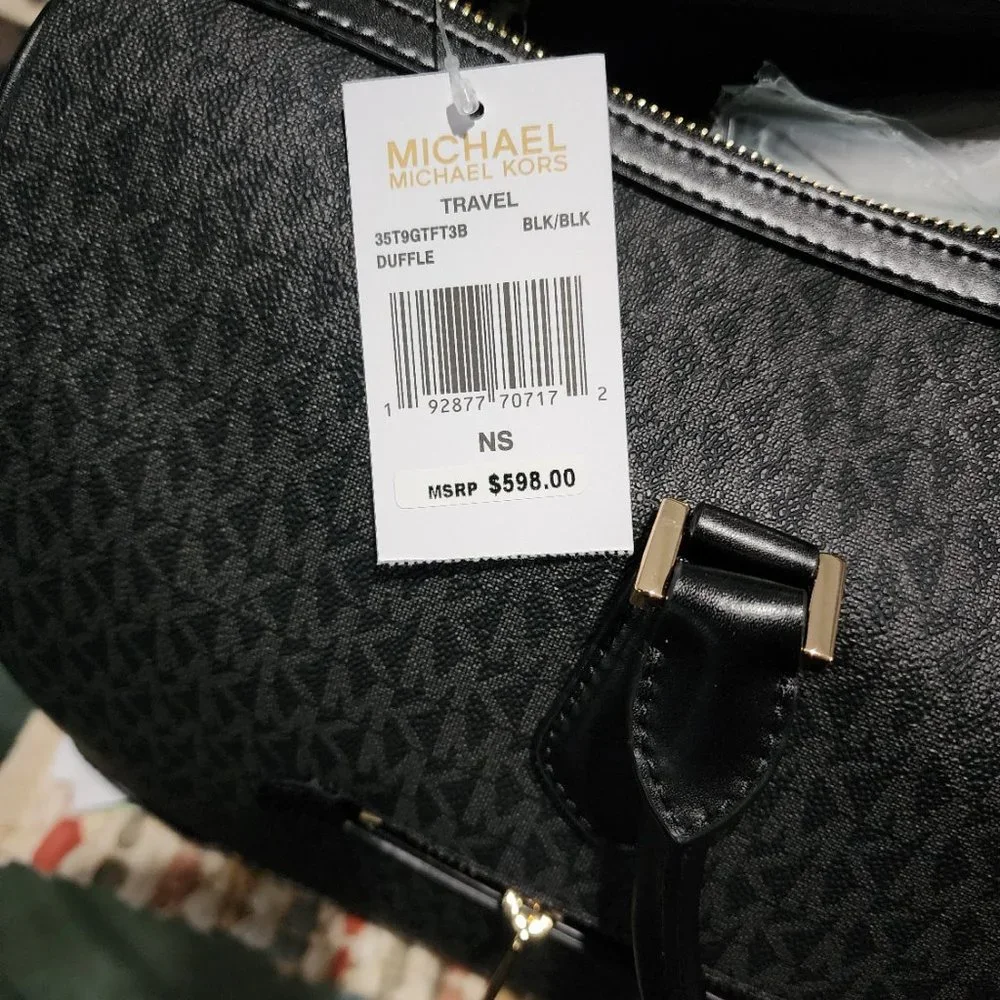 MICHAEL
MICHAEL KORS
TRAVEL
35T9GTFT3B BLK/BLK
DUFFLE
1 92877 70717 2
NS
MSRP $598.00